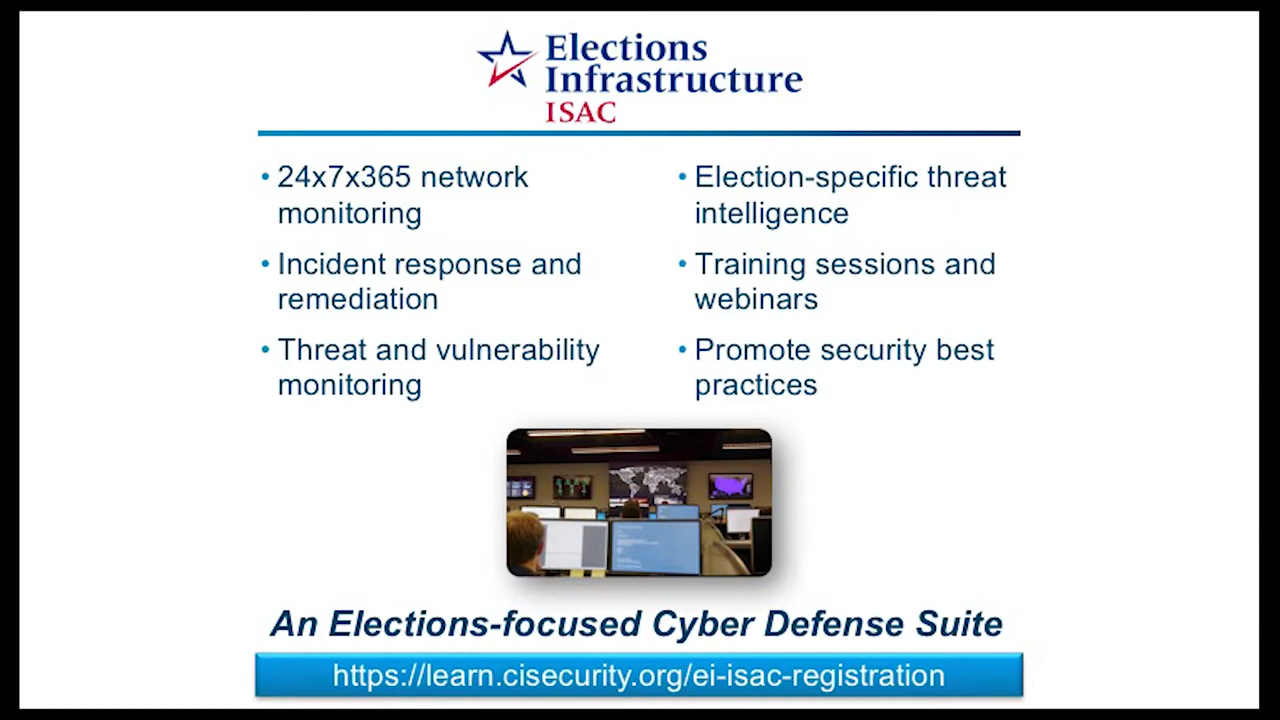 Elections
Infrastructure
ISAC
• 24x7x365 network
monitoring
• Incident response and
remediation
• Threat and vulnerability
monitoring
• Election-specific threat
intelligence
• Training sessions and
webinars
• Promote security best
practices
An Elections-focused Cyber Defense Suite
https://learn.cisecurity.org/ei-isac-registration